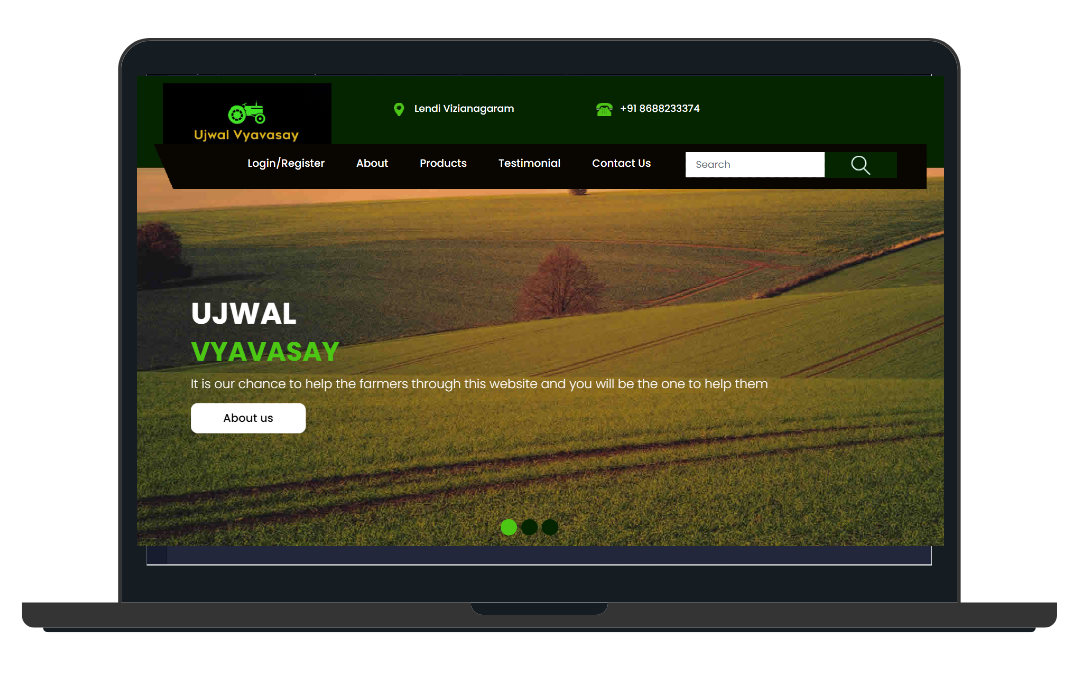 Lendi Vizianagaram
+91 8688233374
Ujwal Vyavasay
Login/Register
About
Products
Testimonial
Contact Us
Search
UJWAL
VYAVASAY
It is our chance to help the farmers through this website and you will be the one to help them
About us